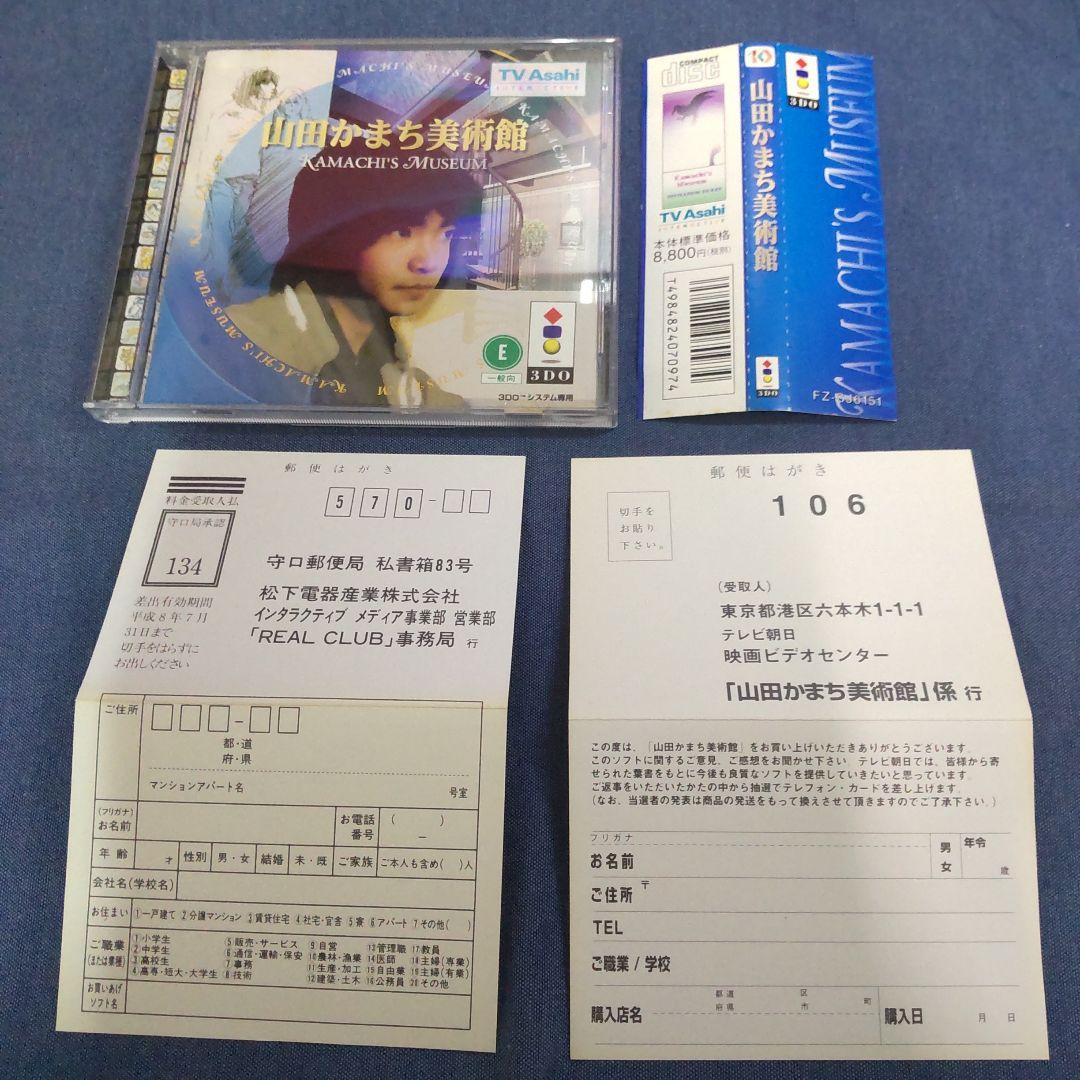 TV Asahi
山田かまち美術館
KAMACHI'S MUSEUM
MACHI'S MUSEU
KAMACHI'S MUSEUM
E
一般向
3DO
3DO™システム専用
COMPACT
disc
Kamachi's
Museum
TV Asahi
本体標準価格
8,800円(税別)
T4984824070974
山田かまち美術館
3DO
3DO
KAMACHI'S MUSEUM
FZ-SJ6151
郵便はがき
料金受取人払
守口局承認
134
差出有効期間
平成8年7月
31日まで
切手をはらずに
お出しください
570-
守口郵便局 私書箱83号
松下電器産業株式会社
インタラクティブ メディア事業部 営業部
「REAL CLUB」事務局 行
ご住所
都・道
府・県
マンションアパート名 号室
(フリガナ)
お名前
お電話
番号
( )
–
年齢 才 性別 男・女 結婚 未・既 ご家族 ご本人も含め( )人
会社名(学校名)
お住まい ①一戸建て ②分譲マンション ③賃貸住宅 ④社宅・官舎 ⑤寮 ⑥アパート ⑦その他( )
ご職業
(または業種)
①小学生
②中学生
③高校生
④高専・短大・大学生
⑤販売・サービス
⑥通信・運輸・保安
⑦事務
⑧技術
⑨自営
⑩農林・漁業
⑪生産・加工
⑫建築・土木
⑬管理職
⑭医師
⑮自由業
⑯公務員
⑰教員
⑱主婦(専業)
⑲主婦(有業)
⑳その他
お買いあげ
ソフト名
郵便はがき
切手を
お貼り
下さい。
106
(受取人)
東京都港区六本木1-1-1
テレビ朝日
映画ビデオセンター
「山田かまち美術館」係 行
この度は、「山田かまち美術館」をお買い上げいただきありがとうございます。
このソフトに関するご意見、ご感想をお聞かせ下さい。テレビ朝日では、皆様から寄
せられた葉書をもとに今後も良質なソフトを提供していきたいと思っています。
ご返事をいたいたかたの中から抽選でテレフォン・カードを差し上げます。
(なお、当選者の発表は商品の発送をもって換えさせて頂きますのでご了承下さい。)
フリガナ
お名前
男
女
年令
歳
ご住所 〒
TEL
ご職業/学校
購入店名
都道
府県
区
市
町
購入日 月 日